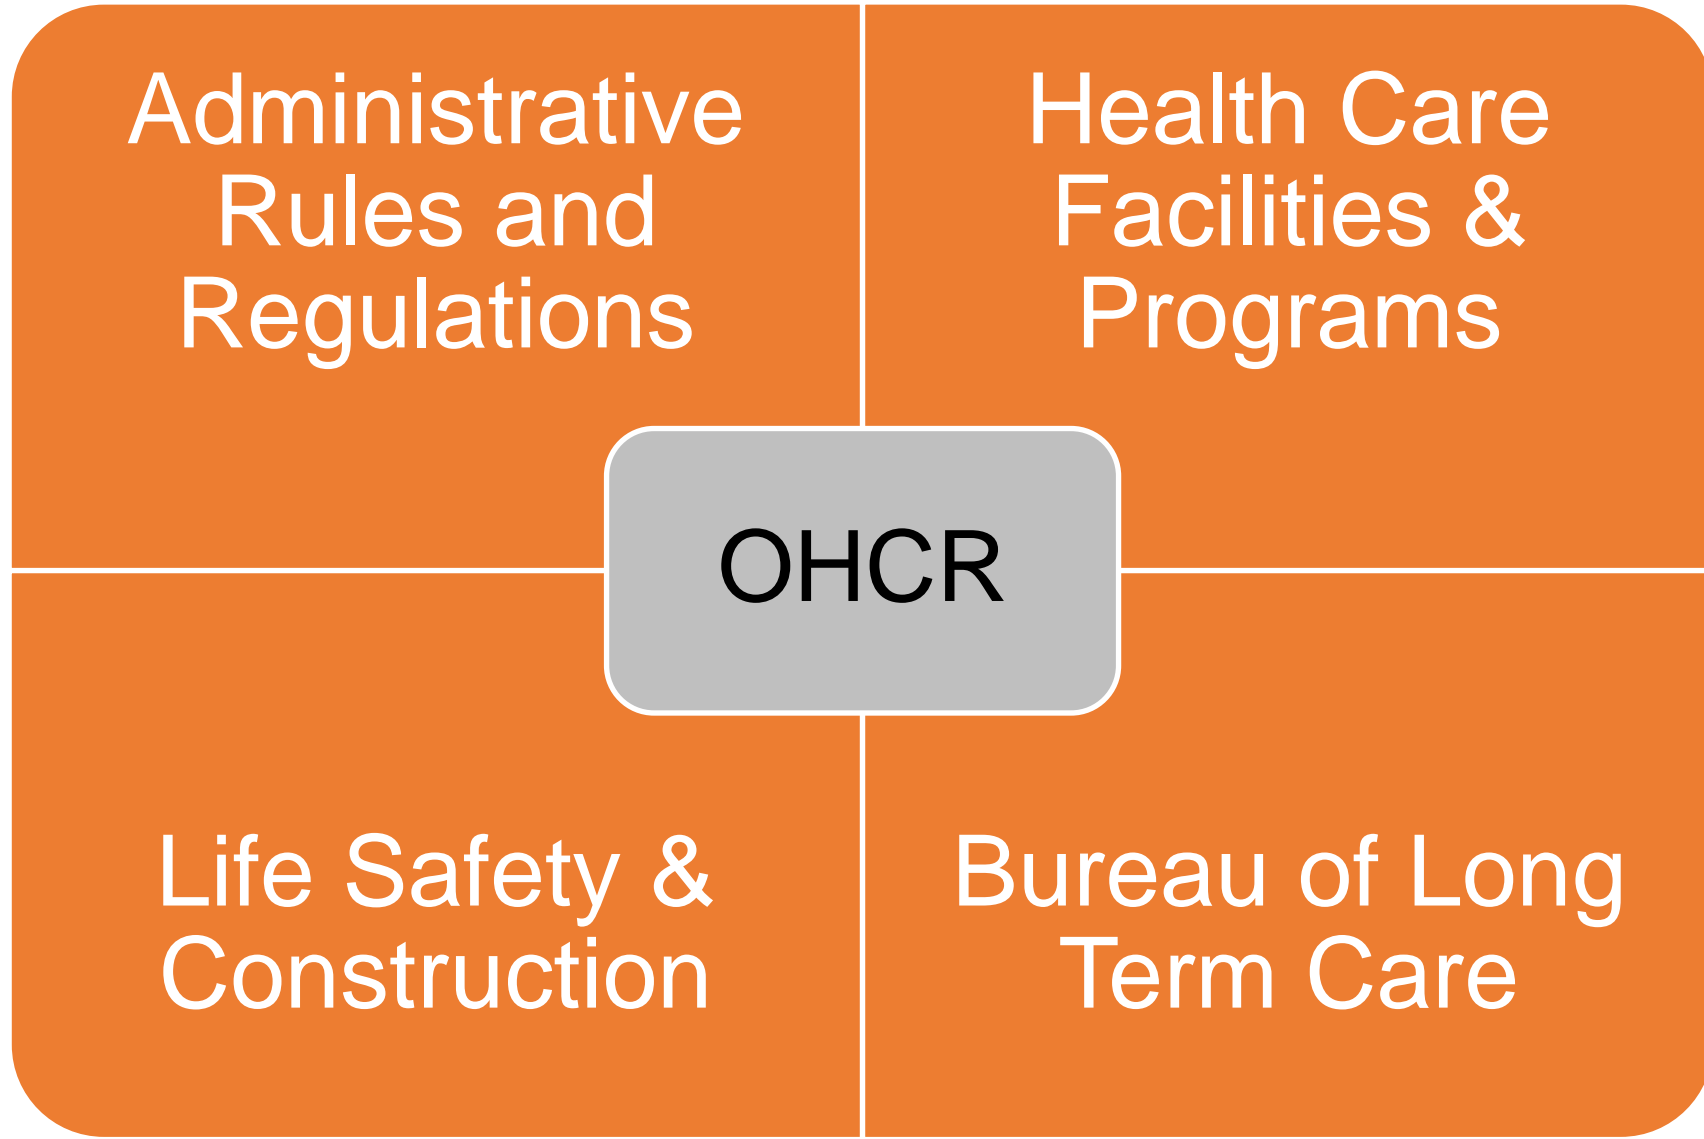 Administrative
Rules and
Regulations
Health Care
Facilities &
Programs
OHCR
Life Safety &
Construction
Bureau of Long
Term Care